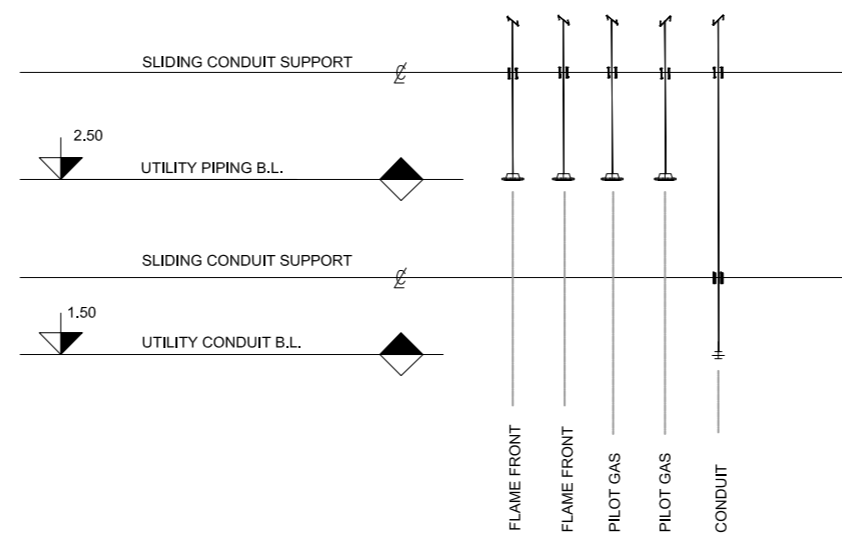 SLIDING CONDUIT SUPPORT
2.50
UTILITY PIPING B.L.
SLIDING CONDUIT SUPPORT
1.50
UTILITY CONDUIT B.L.
FLAME FRONT
FLAME FRONT
PILOT GAS
PILOT GAS
CONDUIT